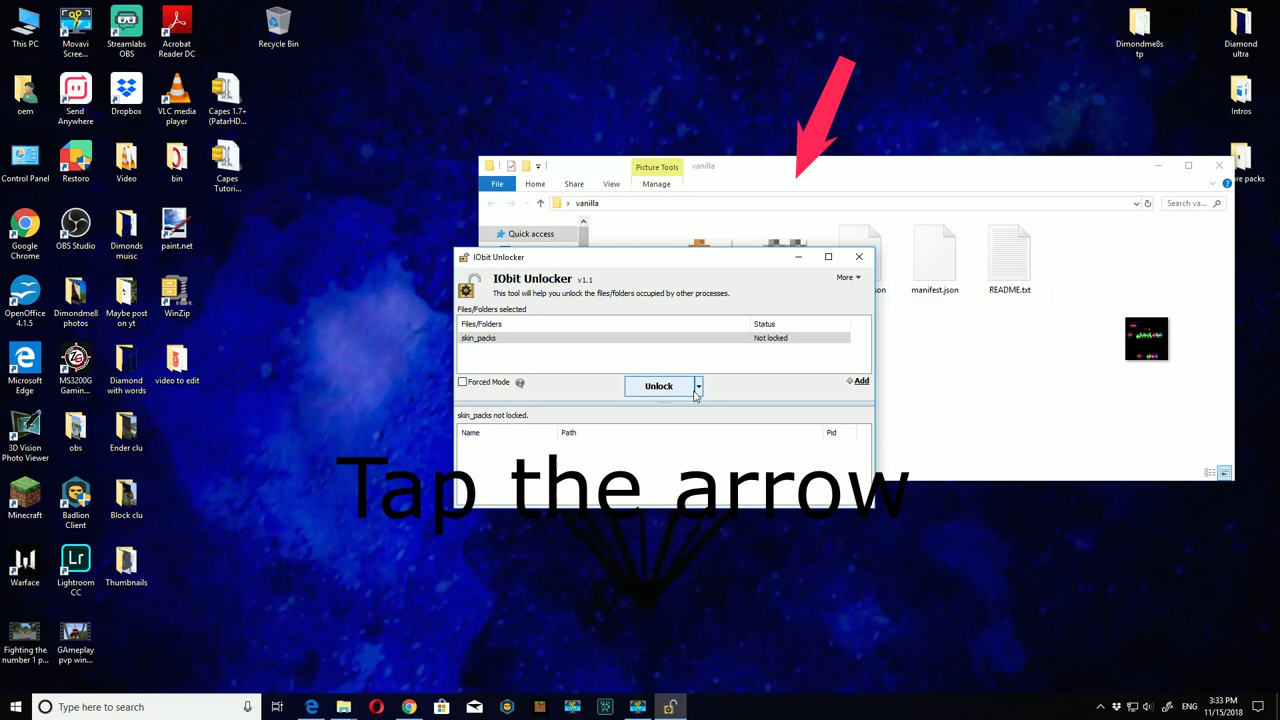 This PC
Movavi
Scree...
Streamlabs
OBS
Acrobat
Reader DC
Recycle Bin
Dimondme8s
tp
Diamond
ultra
oem
Send
Anywhere
Dropbox
VLC media
player
Capes 1.7+
(PatarHD...
Intros
Control Panel
Restoro
Video
bin
Capes
Tutori...
ure packs
Google
Chrome
OBS Studio
Dimonds
muisc
paint.net
OpenOffice
4.1.5
Dimondme8
photos
Maybe post
on yt
WinZip
Microsoft
Edge
MS3200G
Gamin...
Diamond
with words
video to edit
3D Vision
Photo Viewer
obs
Ender clu
Minecraft
Badlion
Client
Block clu
Warface
Lightroom
CC
Thumbnails
Fighting the
number 1 p...
GAmeplay
pvp win...
Picture Tools
vanilla
File
Home
Share
View
Manage
vanilla
Search va...
Quick access
manifest.json
README.txt
IObit Unlocker
IObit Unlocker v1.1
More
This tool will help you unlock the files/folders occupied by other processes.
Files/Folders selected
Files/Folders
Status
skin_packs
Not locked
Forced Mode
Unlock
Add
skin_packs not locked.
Name
Path
Pid
Tap the arrow
Type here to search
ENG
3:33 PM
11/15/2018